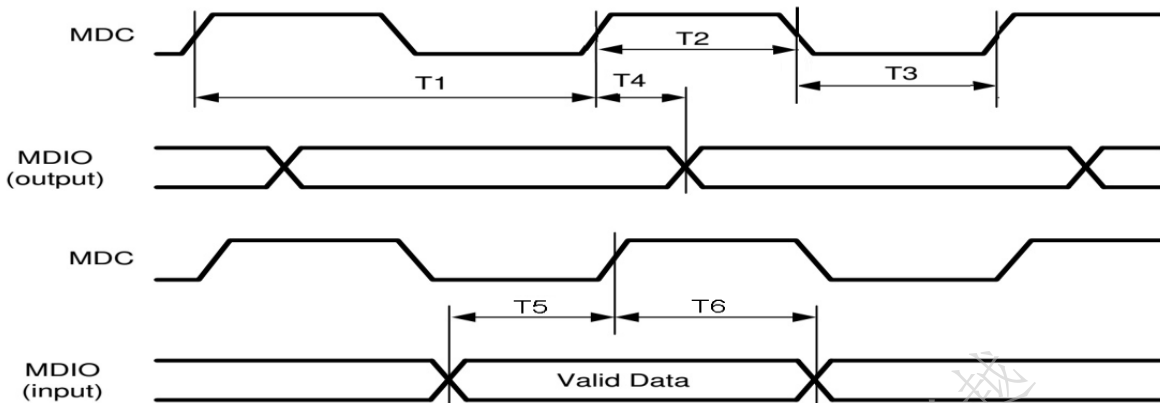 MDC
T1
T2
T3
T4
MDIO
(output)
MDC
T5
T6
MDIO
(input)
Valid Data